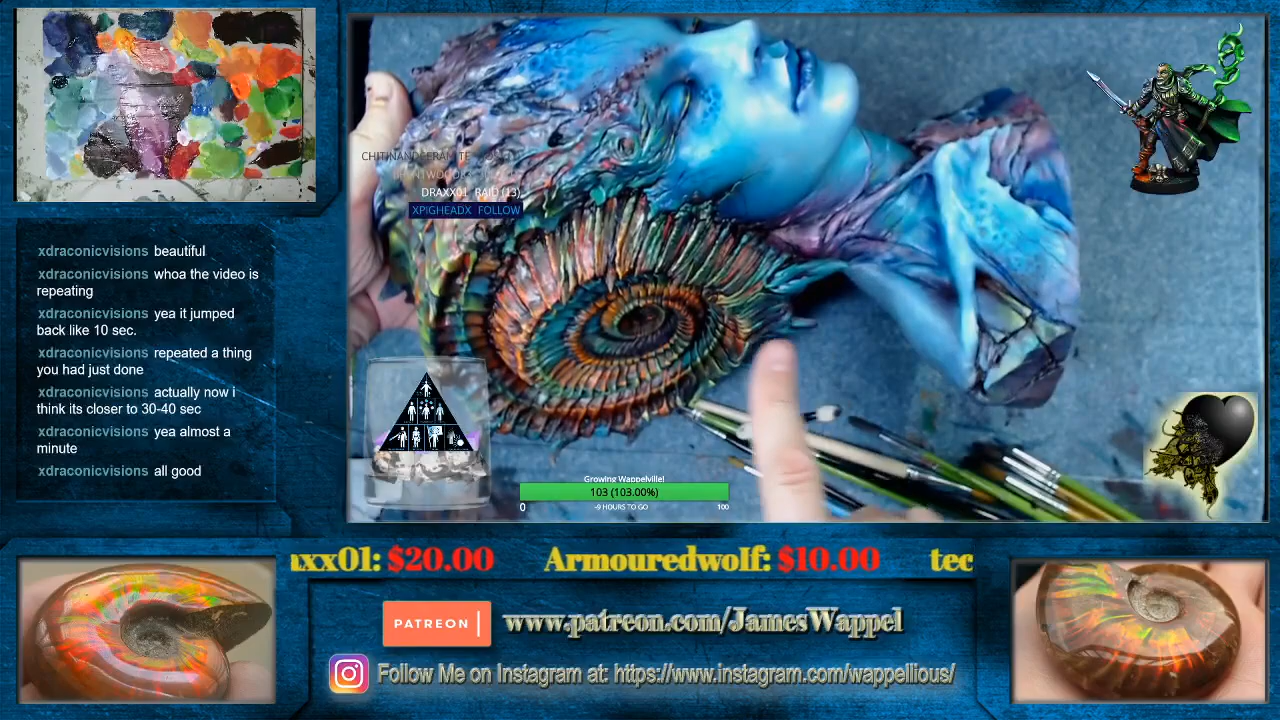 xdraconicvisions beautiful
xdraconicvisions whoa the video is
repeating
xdraconicvisions yea it jumped
back like 10 sec.
xdraconicvisions repeated a thing
you had just done
xdraconicvisions actually now i
think its closer to 30-40 sec
xdraconicvisions yea almost a
minute
xdraconicvisions all good
DRAXX01 RAID (13)
XPIGHEADX FOLLOW
Growing Wappelville!
103 (103.00%)
0 -9 HOURS TO GO 100
axx01: $20.00 Armouredwolf: $10.00 tec
PATREON www.patreon.com/JamesWappel
Follow Me on Instagram at: https://www.instagram.com/wappellious/